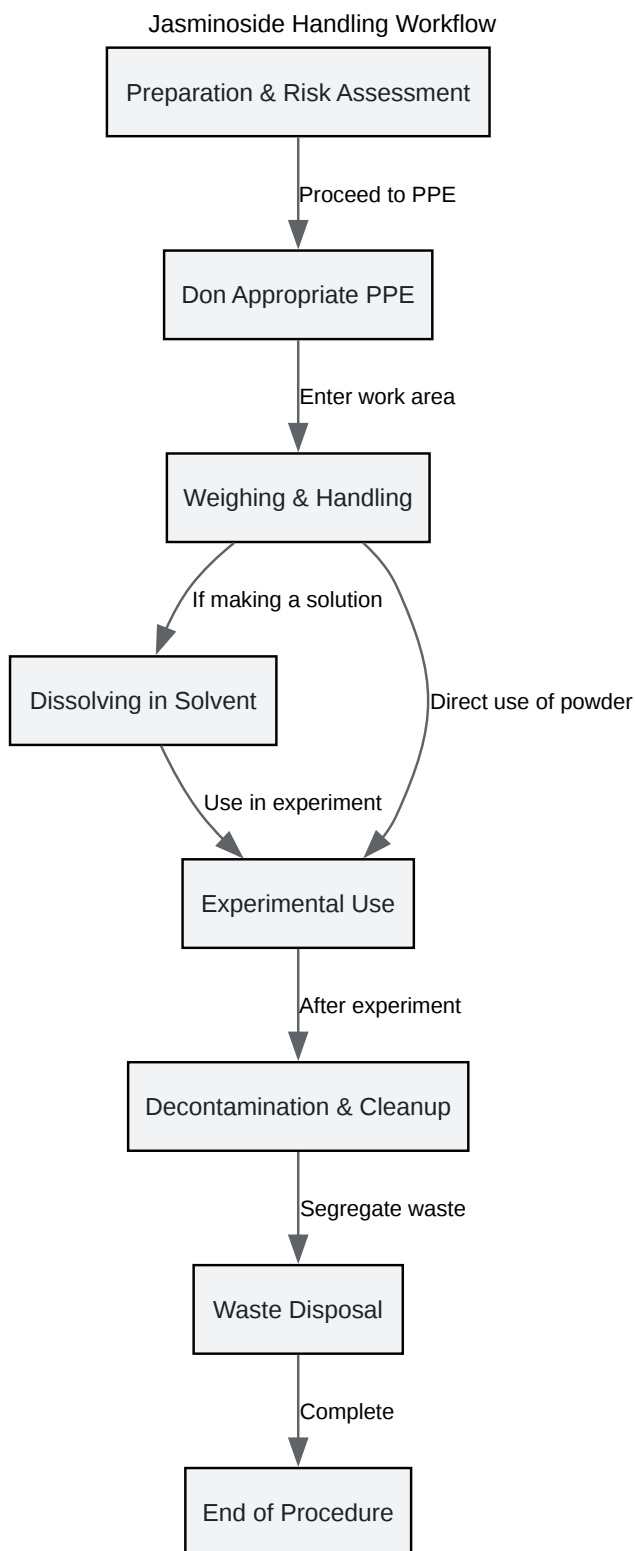 Jasminoside Handling Workflow
Preparation & Risk Assessment
Proceed to PPE
Don Appropriate PPE
Enter work area
Weighing & Handling
If making a solution
Dissolving in Solvent
Direct use of powder
Use in experiment
Experimental Use
After experiment
Decontamination & Cleanup
Segregate waste
Waste Disposal
Complete
End of Procedure